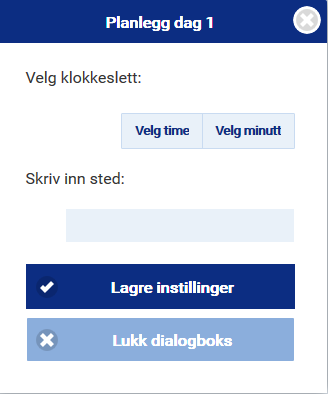 Planlegg dag 1
Velg klokkeslett:
Velg time Velg minutt
Skriv inn sted:
Lagre instillinger
Lukk dialogboks